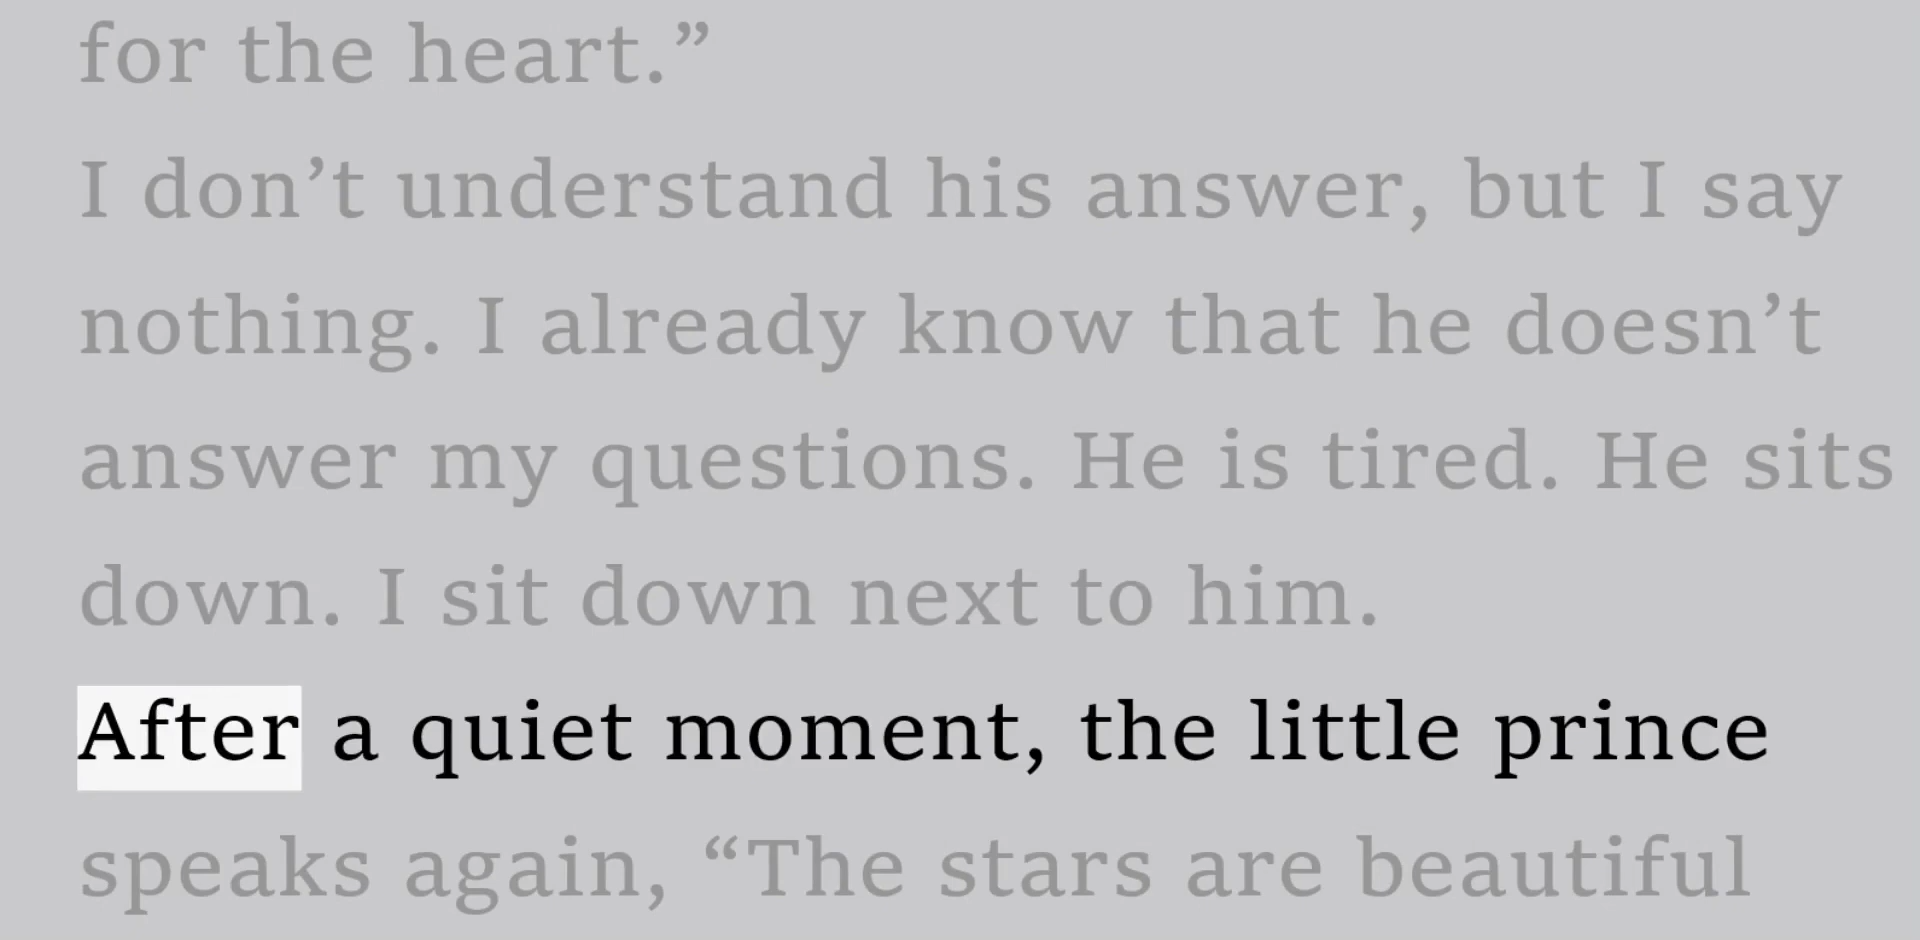 for the heart.”
I don’t understand his answer, but I say
nothing. I already know that he doesn’t
answer my questions. He is tired. He sits
down. I sit down next to him.
After a quiet moment, the little prince
speaks again, “The stars are beautiful